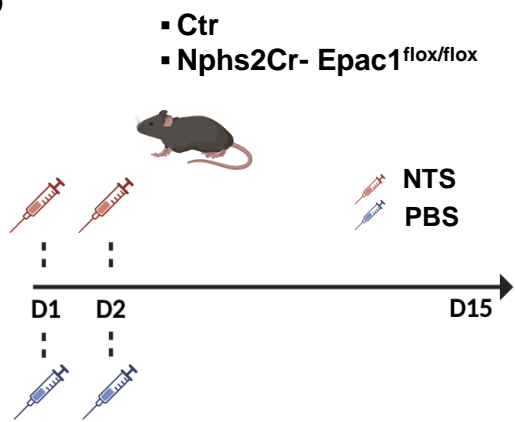 ▪ Ctr
▪ Nphs2Cr- Epac1flox/flox
NTS
PBS
D1 D2 D15